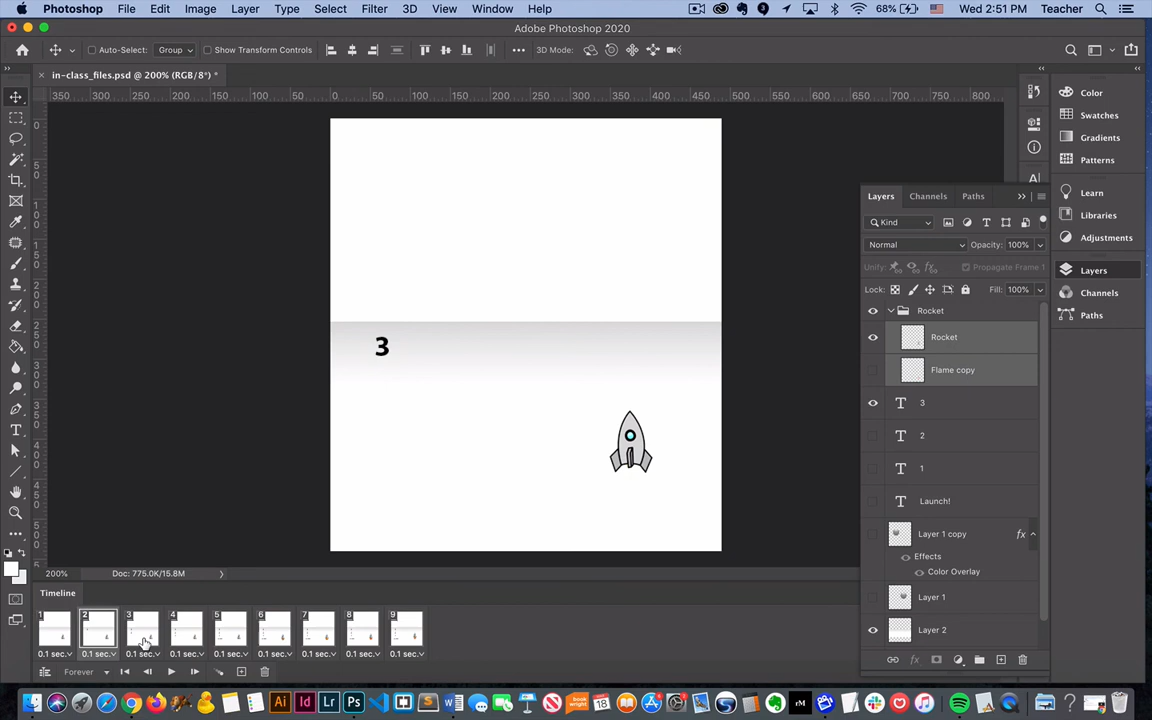 Photoshop File Edit Image Layer Type Select Filter 3D View Window Help 68% Wed 2:51 PM Teacher
Adobe Photoshop 2020
Auto-Select: Group Show Transform Controls 3D Mode:
in-class_files.psd @ 200% (RGB/8*) *
350 300 250 200 150 100 50 0 50 100 150 200 250 300 350 400 450 500 550 600 650 700 750 800
Color
Swatches
Gradients
Patterns
Learn
Libraries
Adjustments
Layers
Channels
Paths
Layers Channels Paths
Kind
Normal Opacity: 100%
Unify: Propagate Frame 1
Lock: Fill: 100%
Rocket
Rocket
Flame copy
3
2
1
Launch!
Layer 1 copy fx
Effects
Color Overlay
Layer 1
Layer 2
3
200% Doc: 775.0K/15.8M
Timeline
1 2 3 4 5 6 7 8 9
0.1 sec. 0.1 sec. 0.1 sec. 0.1 sec. 0.1 sec. 0.1 sec. 0.1 sec. 0.1 sec. 0.1 sec.
Forever